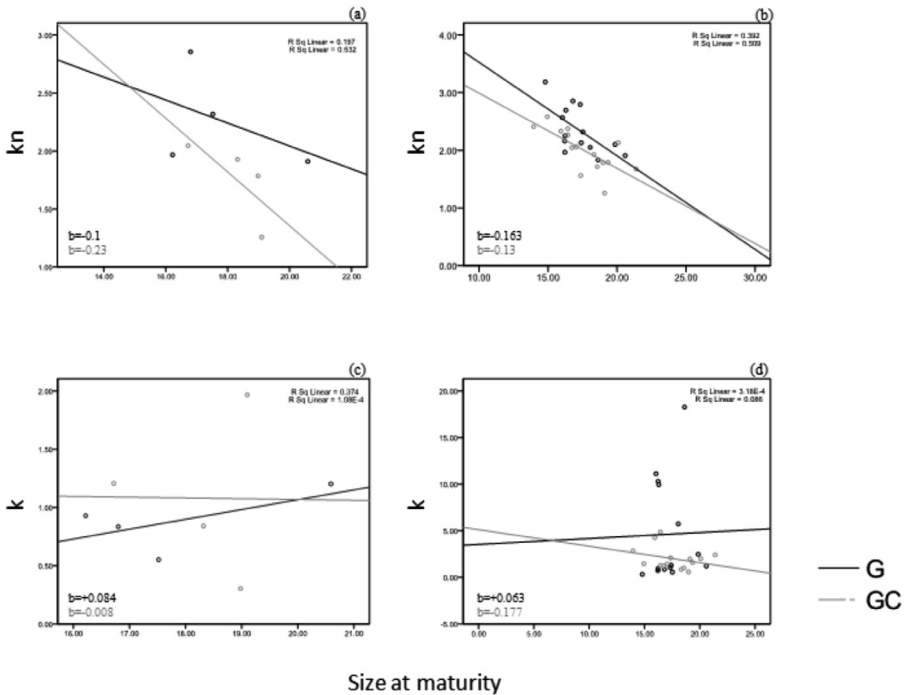 (a)
R Sq Linear = 0.197
R Sq Linear = 0.532
3.00
2.50
2.00
1.50
1.00
kn
b=-0.1
b=-0.23
14.00 16.00 18.00 20.00 22.00
(b)
R Sq Linear = 0.392
R Sq Linear = 0.509
4.00
3.00
2.00
1.00
0.00
kn
b=-0.163
b=-0.13
10.00 15.00 20.00 25.00 30.00
(c)
R Sq Linear = 0.374
R Sq Linear = 1.08E-4
2.00
1.50
1.00
0.50
0.00
k
b=+0.084
b=-0.008
16.00 17.00 18.00 19.00 20.00 21.00
(d)
R Sq Linear = 3.18E-4
R Sq Linear = 0.086
20.00
15.00
10.00
5.00
0.00
-5.00
k
b=+0.063
b=-0.177
0.00 5.00 10.00 15.00 20.00 25.00
G
GC
Size at maturity